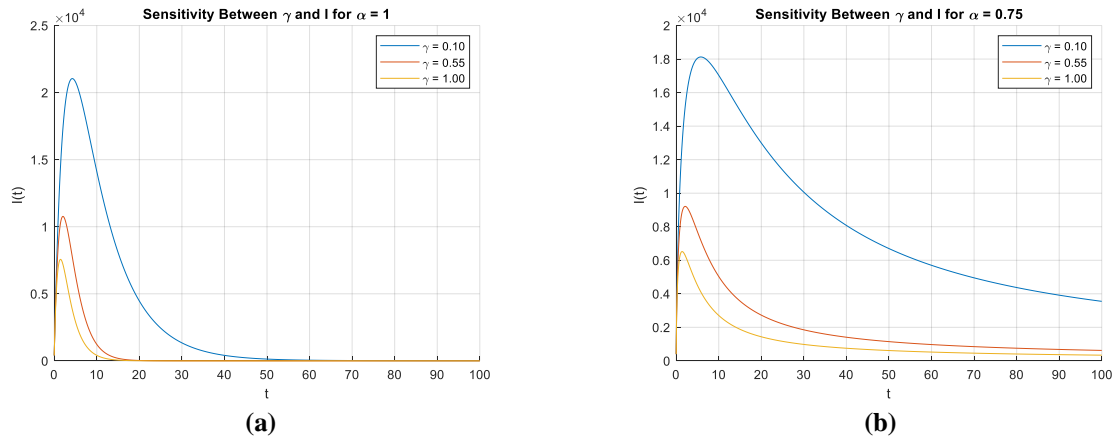 Sensitivity Between γ and I for α = 1
×10⁴
2.5
2
1.5
1
0.5
0
I(t)
0 10 20 30 40 50 60 70 80 90 100
t
γ = 0.10
γ = 0.55
γ = 1.00
(a)
Sensitivity Between γ and I for α = 0.75
×10⁴
2
1.8
1.6
1.4
1.2
1
0.8
0.6
0.4
0.2
0
I(t)
0 10 20 30 40 50 60 70 80 90 100
t
γ = 0.10
γ = 0.55
γ = 1.00
(b)